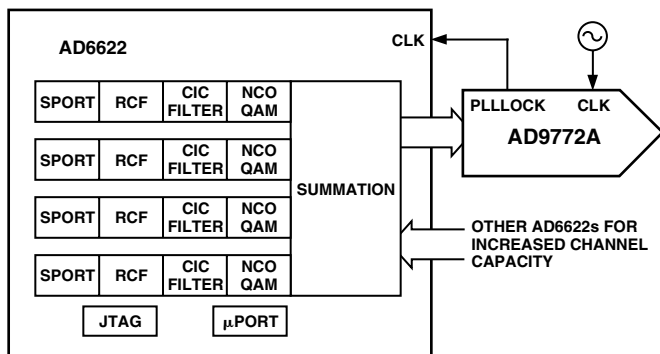 AD6622
CLK
SPORT RCF CIC FILTER NCO QAM
SPORT RCF CIC FILTER NCO QAM
SPORT RCF CIC FILTER NCO QAM
SPORT RCF CIC FILTER NCO QAM
SUMMATION
JTAG
µPORT
PLLLOCK CLK
AD9772A
OTHER AD6622s FOR
INCREASED CHANNEL
CAPACITY